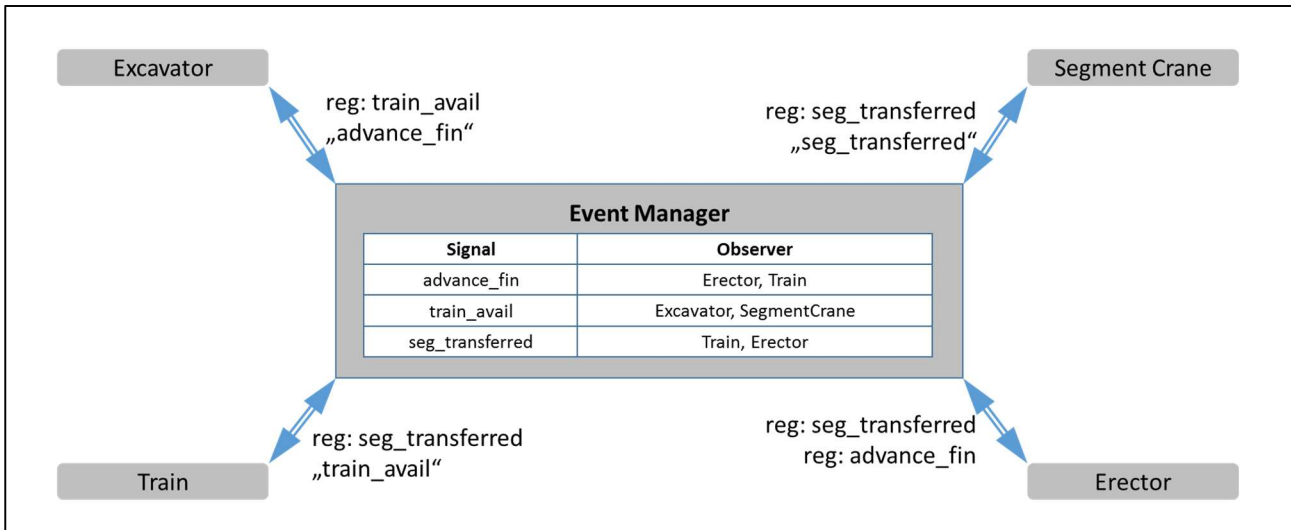 Excavator
Segment Crane
reg: train_avail
„advance_fin“
reg: seg_transferred
„seg_transferred“
Event Manager
Signal Observer
advance_fin Erector, Train
train_avail Excavator, SegmentCrane
seg_transferred Train, Erector
reg: seg_transferred
„train_avail“
reg: seg_transferred
reg: advance_fin
Train
Erector